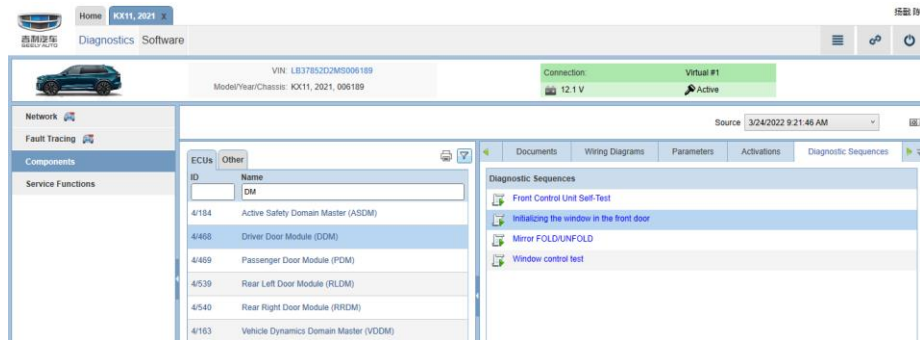 Home
KX11, 2021 X
吉利汽车
GEELY AUTO
Diagnostics Software
VIN: LB37852D2MS006189
Model/Year/Chassis: KX11, 2021, 006189
Connection: Virtual #1
12.1 V Active
Network
Fault Tracing
Components
Service Functions
Source 3/24/2022 9:21:46 AM
ECUs Other
ID Name
DM
4/184 Active Safety Domain Master (ASDM)
4/468 Driver Door Module (DDM)
4/469 Passenger Door Module (PDM)
4/539 Rear Left Door Module (RLDM)
4/540 Rear Right Door Module (RRDM)
4/163 Vehicle Dynamics Domain Master (VDDM)
Documents Wiring Diagrams Parameters Activations Diagnostic Sequences
Diagnostic Sequences
Front Control Unit Self-Test
Initializing the window in the front door
Mirror FOLD/UNFOLD
Window control test